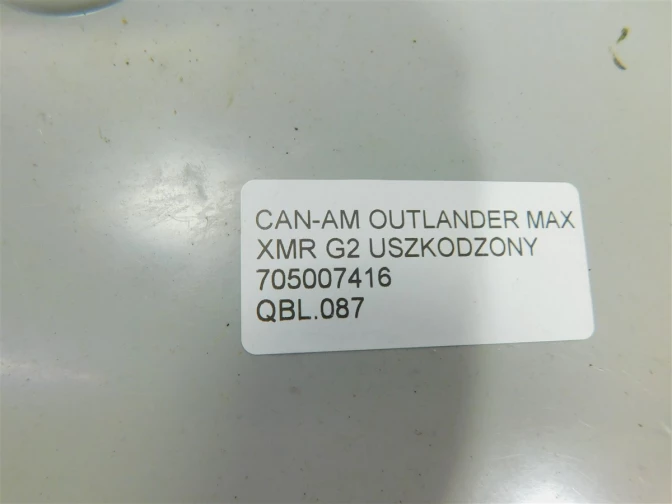 CAN-AM OUTLANDER MAX
XMR G2 USZKODZONY
705007416
QBL.087